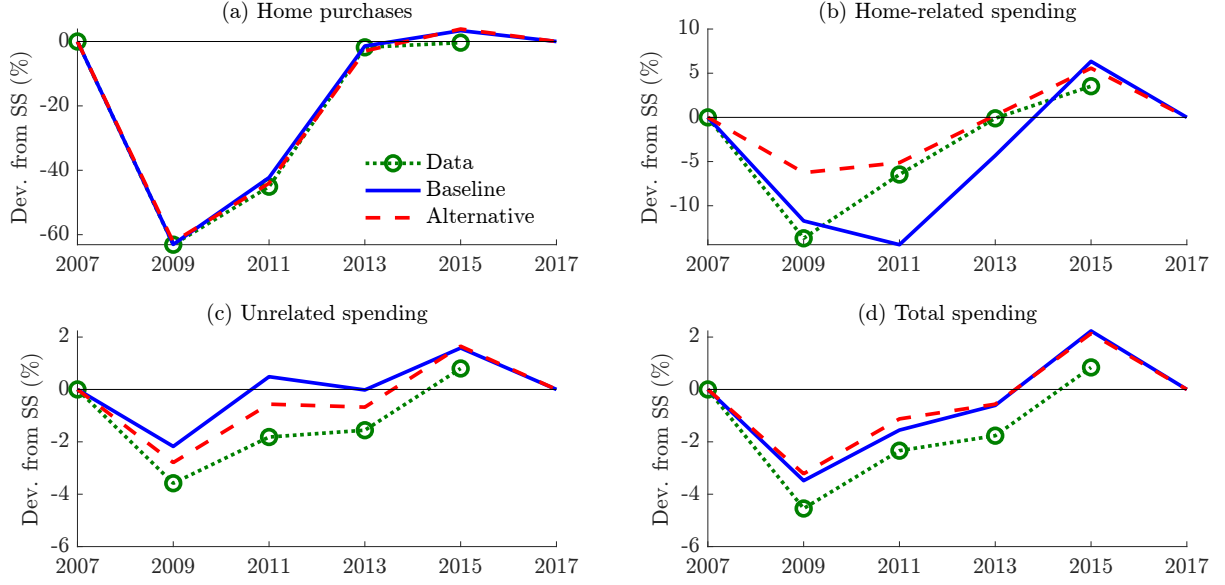 (a) Home purchases
Dev. from SS (%)
0
-20
-40
-60
Data
Baseline
Alternative
2007 2009 2011 2013 2015 2017
(b) Home-related spending
Dev. from SS (%)
10
5
0
-5
-10
2007 2009 2011 2013 2015 2017
(c) Unrelated spending
Dev. from SS (%)
2
0
-2
-4
-6
2007 2009 2011 2013 2015 2017
(d) Total spending
Dev. from SS (%)
2
0
-2
-4
-6
2007 2009 2011 2013 2015 2017